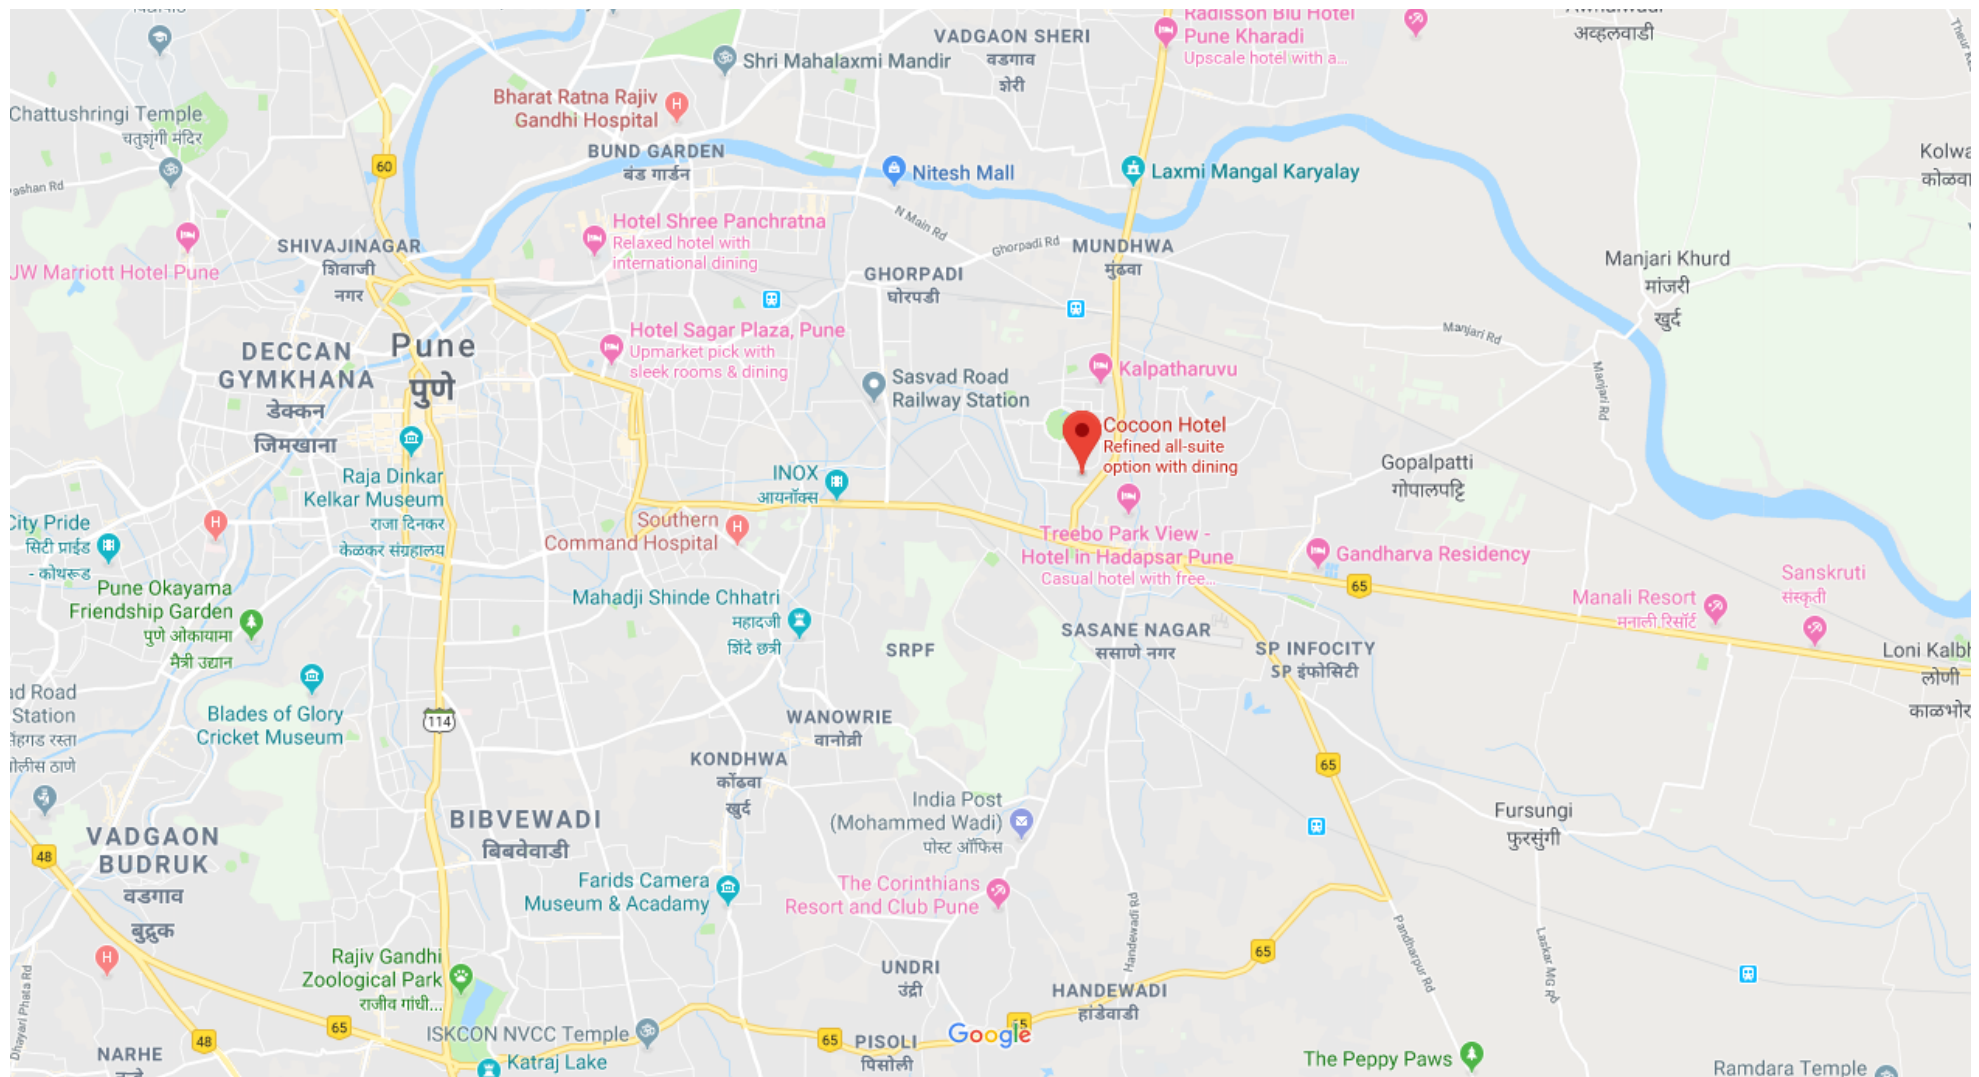 Radisson Blu Hotel
Pune Kharadi
Upscale hotel with a...
अव्हलवाडी
VADGAON SHERI
वडगाव
शेरी
Shri Mahalaxmi Mandir
Bharat Ratna Rajiv
Gandhi Hospital
BUND GARDEN
बंड गार्डन
Chattushringi Temple
चतुःशृंगी मंदिर
60
Nitesh Mall
Laxmi Mangal Karyalay
Kolwa
कोळवा
ashan Rd
JW Marriott Hotel Pune
SHIVAJINAGAR
शिवाजी
नगर
Hotel Shree Panchratna
Relaxed hotel with
international dining
N Main Rd
Ghorpadi Rd
MUNDHWA
मुंढवा
GHORPADI
घोरपडी
Manjari Khurd
मांजरी
खुर्द
Manjari Rd
Manjari Rd
Pune
पुणे
DECCAN
GYMKHANA
डेक्कन
जिमखाना
Hotel Sagar Plaza, Pune
Upmarket pick with
sleek rooms & dining
Sasvad Road
Railway Station
Kalpatharuvu
Cocoon Hotel
Refined all-suite
option with dining
Gopalpatti
गोपालपट्टि
Raja Dinkar
Kelkar Museum
राजा दिनकर
केळकर संग्रहालय
INOX
आयनॉक्स
City Pride
सिटी प्राईड
- कोथरूड
H
H
H
H
Southern
Command Hospital
Treebo Park View -
Hotel in Hadapsar Pune
Casual hotel with free...
Gandharva Residency
65
Sanskruti
संस्कृती
Manali Resort
मनाली रिसॉर्ट
Pune Okayama
Friendship Garden
पुणे ओकायामा
मैत्री उद्यान
Mahadji Shinde Chhatri
महादजी
शिंदे छत्री
SRPF
SASANE NAGAR
ससाणे नगर
SP INFOCITY
SP इंफोसिटी
Loni Kalbh
लोणी
काळभोर
ad Road
Station
सिंहगड रस्ता
पोलीस ठाणे
Blades of Glory
Cricket Museum
114
WANOWRIE
वानोव्री
KONDHWA
कोंढवा
खुर्द
65
India Post
(Mohammed Wadi)
पोस्ट ऑफिस
Fursungi
फुरसुंगी
BIBVEWADI
बिबवेवाडी
48
VADGAON
BUDRUK
वडगाव
बुद्रुक
Farids Camera
Museum & Acadamy
The Corinthians
Resort and Club Pune
Handewadi Rd
Pandharpur Rd
Laskar MG Rd
65
Rajiv Gandhi
Zoological Park
राजीव गांधी...
UNDRI
उंद्री
HANDEWADI
हांडेवाडी
Dhayari Phata Rd
NARHE
48
65
ISKCON NVCC Temple
Katraj Lake
65
PISOLI
पिसोली
Google
The Peppy Paws
Ramdara Temple